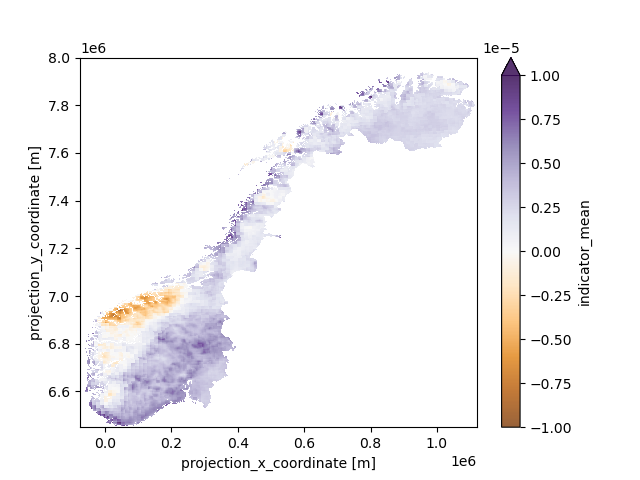 1e6
8.0
7.8
7.6
7.4
7.2
7.0
6.8
6.6
projection_y_coordinate [m]
0.0 0.2 0.4 0.6 0.8 1.0
projection_x_coordinate [m]
1e6
1e−5
1.00
0.75
0.50
0.25
0.00
−0.25
−0.50
−0.75
−1.00
indicator_mean